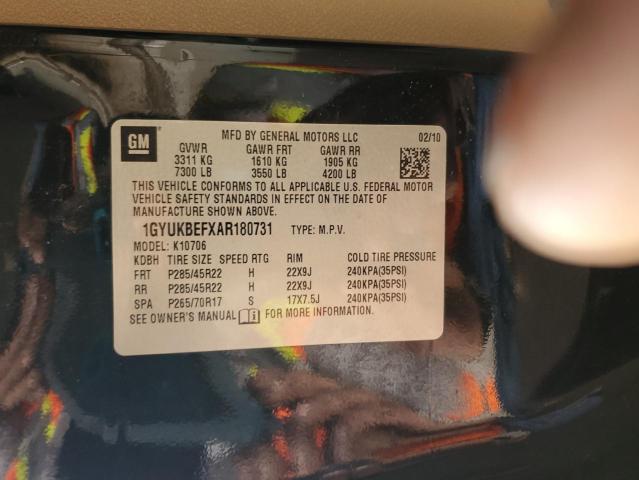 GM
MFD BY GENERAL MOTORS LLC 02/10
GVWR GAWR FRT GAWR RR
3311 KG 1610 KG 1905 KG
7300 LB 3550 LB 4200 LB
THIS VEHICLE CONFORMS TO ALL APPLICABLE U.S. FEDERAL MOTOR
VEHICLE SAFETY STANDARDS IN EFFECT ON THE DATE OF
MANUFACTURE SHOWN ABOVE.
1GYUKBEFXAR180731 TYPE: M.P.V.
MODEL: K10706
KDBH TIRE SIZE SPEED RTG RIM COLD TIRE PRESSURE
FRT P285/45R22 H 22X9J 240KPA(35PSI)
RR P285/45R22 H 22X9J 240KPA(35PSI)
SPA P265/70R17 S 17X7.5J 240KPA(35PSI)
SEE OWNER'S MANUAL FOR MORE INFORMATION.